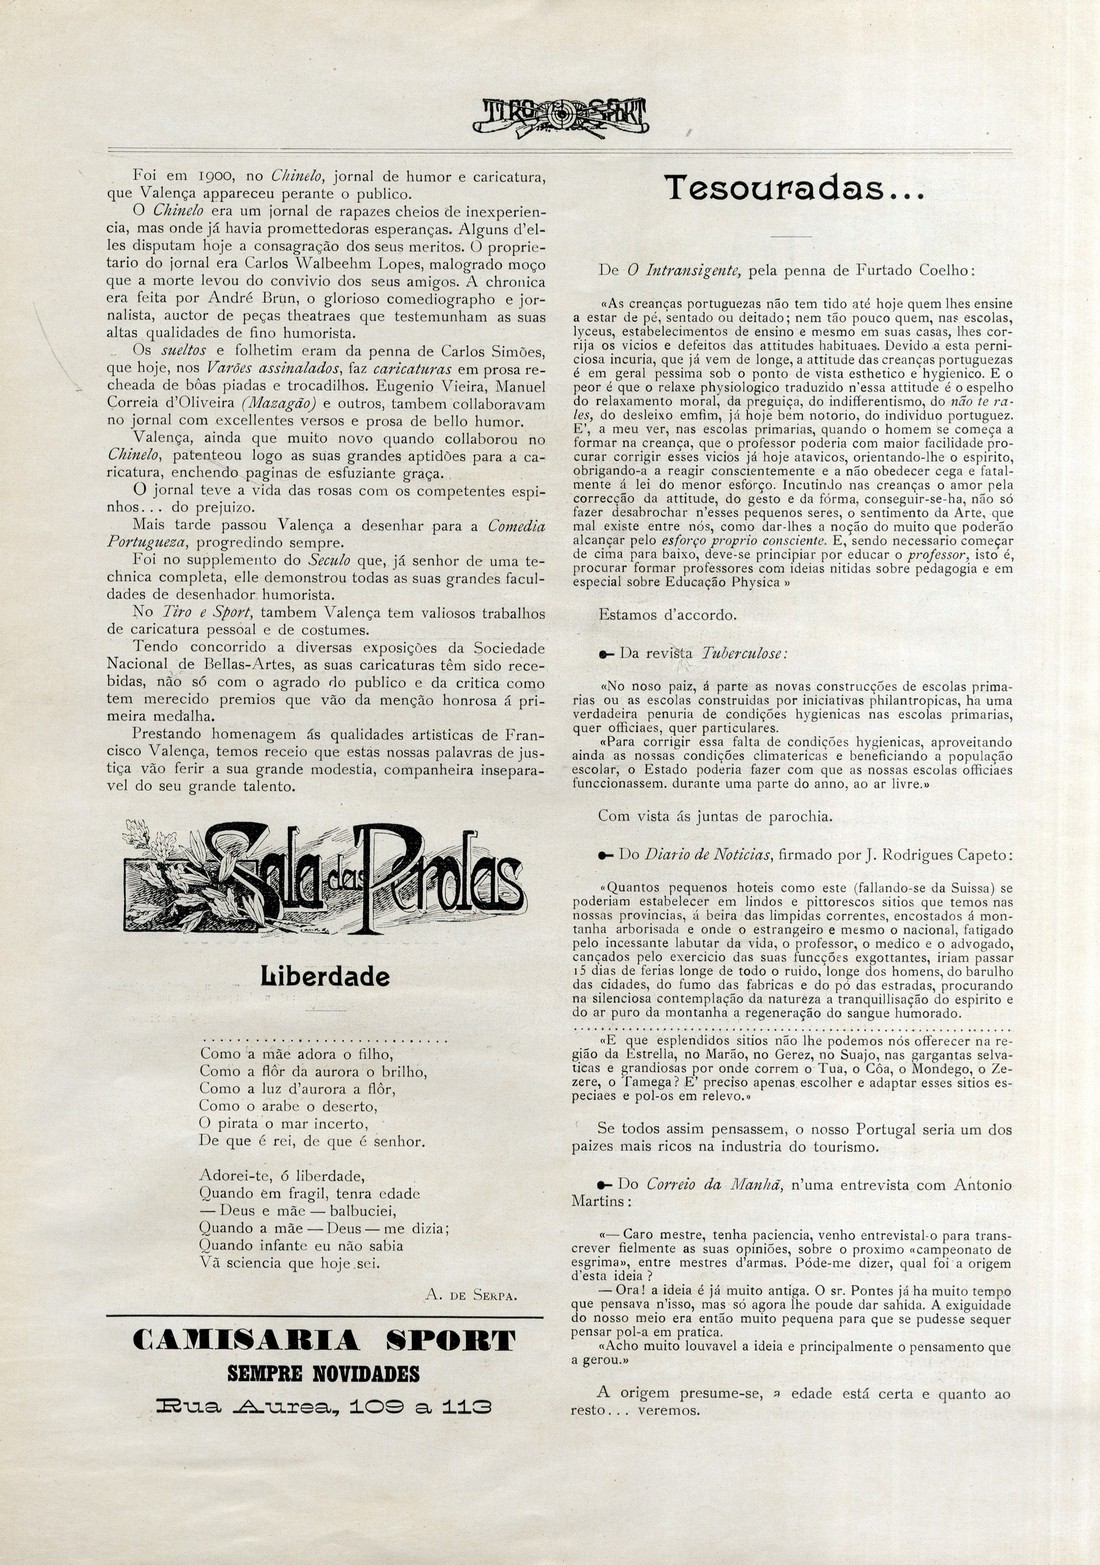 TIRO E SPORT
Foi em 1900, no Chinelo, jornal de humor e caricatura,
que Valença appareceu perante o publico.
O Chinelo era um jornal de rapazes cheios de inexperien-
cia, mas onde já havia promettedoras esperanças. Alguns d'el-
les disputam hoje a consagração dos seus meritos. O proprie-
tario do jornal era Carlos Walbeehm Lopes, malogrado moço
que a morte levou do convivio dos seus amigos. A chronica
era feita por André Brun, o glorioso comediographo e jor-
nalista, auctor de peças theatraes que testemunham as suas
altas qualidades de fino humorista.
Os sueltos e folhetim eram da penna de Carlos Simões,
que hoje, nos Varões assinalados, faz caricaturas em prosa re-
cheada de bôas piadas e trocadilhos. Eugenio Vieira, Manuel
Correia d'Oliveira (Mazagão) e outros, tambem collaboravam
no jornal com excellentes versos e prosa de bello humor.
Valença, ainda que muito novo quando collaborou no
Chinelo, patenteou logo as suas grandes aptidões para a ca-
ricatura, enchendo paginas de esfuziante graça.
O jornal teve a vida das rosas com os competentes espi-
nhos... do prejuizo.
Mais tarde passou Valença a desenhar para a Comedia
Portugueza, progredindo sempre.
Foi no supplemento do Seculo que, já senhor de uma te-
chnica completa, elle demonstrou todas as suas grandes facul-
dades de desenhador humorista.
No Tiro e Sport, tambem Valença tem valiosos trabalhos
de caricatura pessoal e de costumes.
Tendo concorrido a diversas exposições da Sociedade
Nacional de Bellas-Artes, as suas caricaturas têm sido rece-
bidas, não só com o agrado do publico e da critica como
tem merecido premios que vão da menção honrosa á pri-
meira medalha.
Prestando homenagem ás qualidades artisticas de Fran-
cisco Valença, temos receio que estas nossas palavras de jus-
tiça vão ferir a sua grande modestia, companheira insepara-
vel do seu grande talento.
Sala das Perolas
Liberdade
. . . . . . . . . . . . . . . . . . . . . . . . . . . .
Como a mãe adora o filho,
Como a flôr da aurora o brilho,
Como a luz d'aurora a flôr,
Como o arabe o deserto,
O pirata o mar incerto,
De que é rei, de que é senhor.
Adorei-te, ó liberdade,
Quando em fragil, tenra edade
— Deus e mãe — balbuciei,
Quando a mãe — Deus — me dizia;
Quando infante eu não sabia
Vã sciencia que hoje sei.
A. DE SERPA.
CAMISARIA SPORT
SEMPRE NOVIDADES
Rua Aurea, 109 a 113
Tesouradas...
De O Intransigente, pela penna de Furtado Coelho:
«As creanças portuguezas não tem tido até hoje quem lhes ensine
a estar de pé, sentado ou deitado; nem tão pouco quem, nas escolas,
lyceus, estabelecimentos de ensino e mesmo em suas casas, lhes cor-
rija os vicios e defeitos das attitudes habituaes. Devido a esta perni-
ciosa incuria, que já vem de longe, a attitude das creanças portuguezas
é em geral pessima sob o ponto de vista esthetico e hygienico. E o
peor é que o relaxe physiologico traduzido n'essa attitude é o espelho
do relaxamento moral, da preguiça, do indifferentismo, do não te ra-
les, do desleixo emfim, já hoje bem notorio, do individuo portuguez.
E', a meu ver, nas escolas primarias, quando o homem se começa a
formar na creança, que o professor poderia com maior facilidade pro-
curar corrigir esses vicios já hoje atavicos, orientando-lhe o espirito,
obrigando-a a reagir conscientemente e a não obedecer cega e fatal-
mente á lei do menor esforço. Incutindo nas creanças o amor pela
correcção da attitude, do gesto e da fórma, conseguir-se-ha, não só
fazer desabrochar n'esses pequenos seres, o sentimento da Arte, que
mal existe entre nós, como dar-lhes a noção do muito que poderão
alcançar pelo esforço proprio consciente. E, sendo necessario começar
de cima para baixo, deve-se principiar por educar o professor, isto é,
procurar formar professores com ideias nitidas sobre pedagogia e em
especial sobre Educação Physica »
Estamos d'accordo.
Da revista Tuberculose:
«No noso paiz, á parte as novas construcções de escolas prima-
rias ou as escolas construidas por iniciativas philantropicas, ha uma
verdadeira penuria de condições hygienicas nas escolas primarias,
quer officiaes, quer particulares.
«Para corrigir essa falta de condições hygienicas, aproveitando
ainda as nossas condições climatericas e beneficiando a população
escolar, o Estado poderia fazer com que as nossas escolas officiaes
funccionassem. durante uma parte do anno, ao ar livre.»
Com vista ás juntas de parochia.
Do Diario de Noticias, firmado por J. Rodrigues Capeto:
«Quantos pequenos hoteis como este (fallando-se da Suissa) se
poderiam estabelecer em lindos e pittorescos sitios que temos nas
nossas provincias, á beira das limpidas correntes, encostados á mon-
tanha arborisada e onde o estrangeiro e mesmo o nacional, fatigado
pelo incessante labutar da vida, o professor, o medico e o advogado,
cançados pelo exercicio das suas funcções exgottantes, iriam passar
15 dias de ferias longe de todo o ruido, longe dos homens, do barulho
das cidades, do fumo das fabricas e do pó das estradas, procurando
na silenciosa contemplação da natureza a tranquillisação do espirito e
do ar puro da montanha a regeneração do sangue humorado.
. . . . . . . . . . . . . . . . . . . . . . . . . . . . . . . . . . . . . . . .
«E que esplendidos sitios não lhe podemos nós offerecer na re-
gião da Estrella, no Marão, no Gerez, no Suajo, nas gargantas selva-
ticas e grandiosas por onde correm o Tua, o Côa, o Mondego, o Ze-
zere, o Tamega? E' preciso apenas escolher e adaptar esses sitios es-
peciaes e pol-os em relevo.»
Se todos assim pensassem, o nosso Portugal seria um dos
paizes mais ricos na industria do tourismo.
Do Correio da Manhã, n'uma entrevista com Antonio
Martins:
«— Caro mestre, tenha paciencia, venho entrevistal-o para trans-
crever fielmente as suas opiniões, sobre o proximo «campeonato de
esgrima», entre mestres d'armas. Póde-me dizer, qual foi a origem
d'esta ideia ?
— Ora! a ideia é já muito antiga. O sr. Pontes já ha muito tempo
que pensava n'isso, mas só agora lhe poude dar sahida. A exiguidade
do nosso meio era então muito pequena para que se pudesse sequer
pensar pol-a em pratica.
«Acho muito louvavel a ideia e principalmente o pensamento que
a gerou.»
A origem presume-se, a edade está certa e quanto ao
resto... veremos.